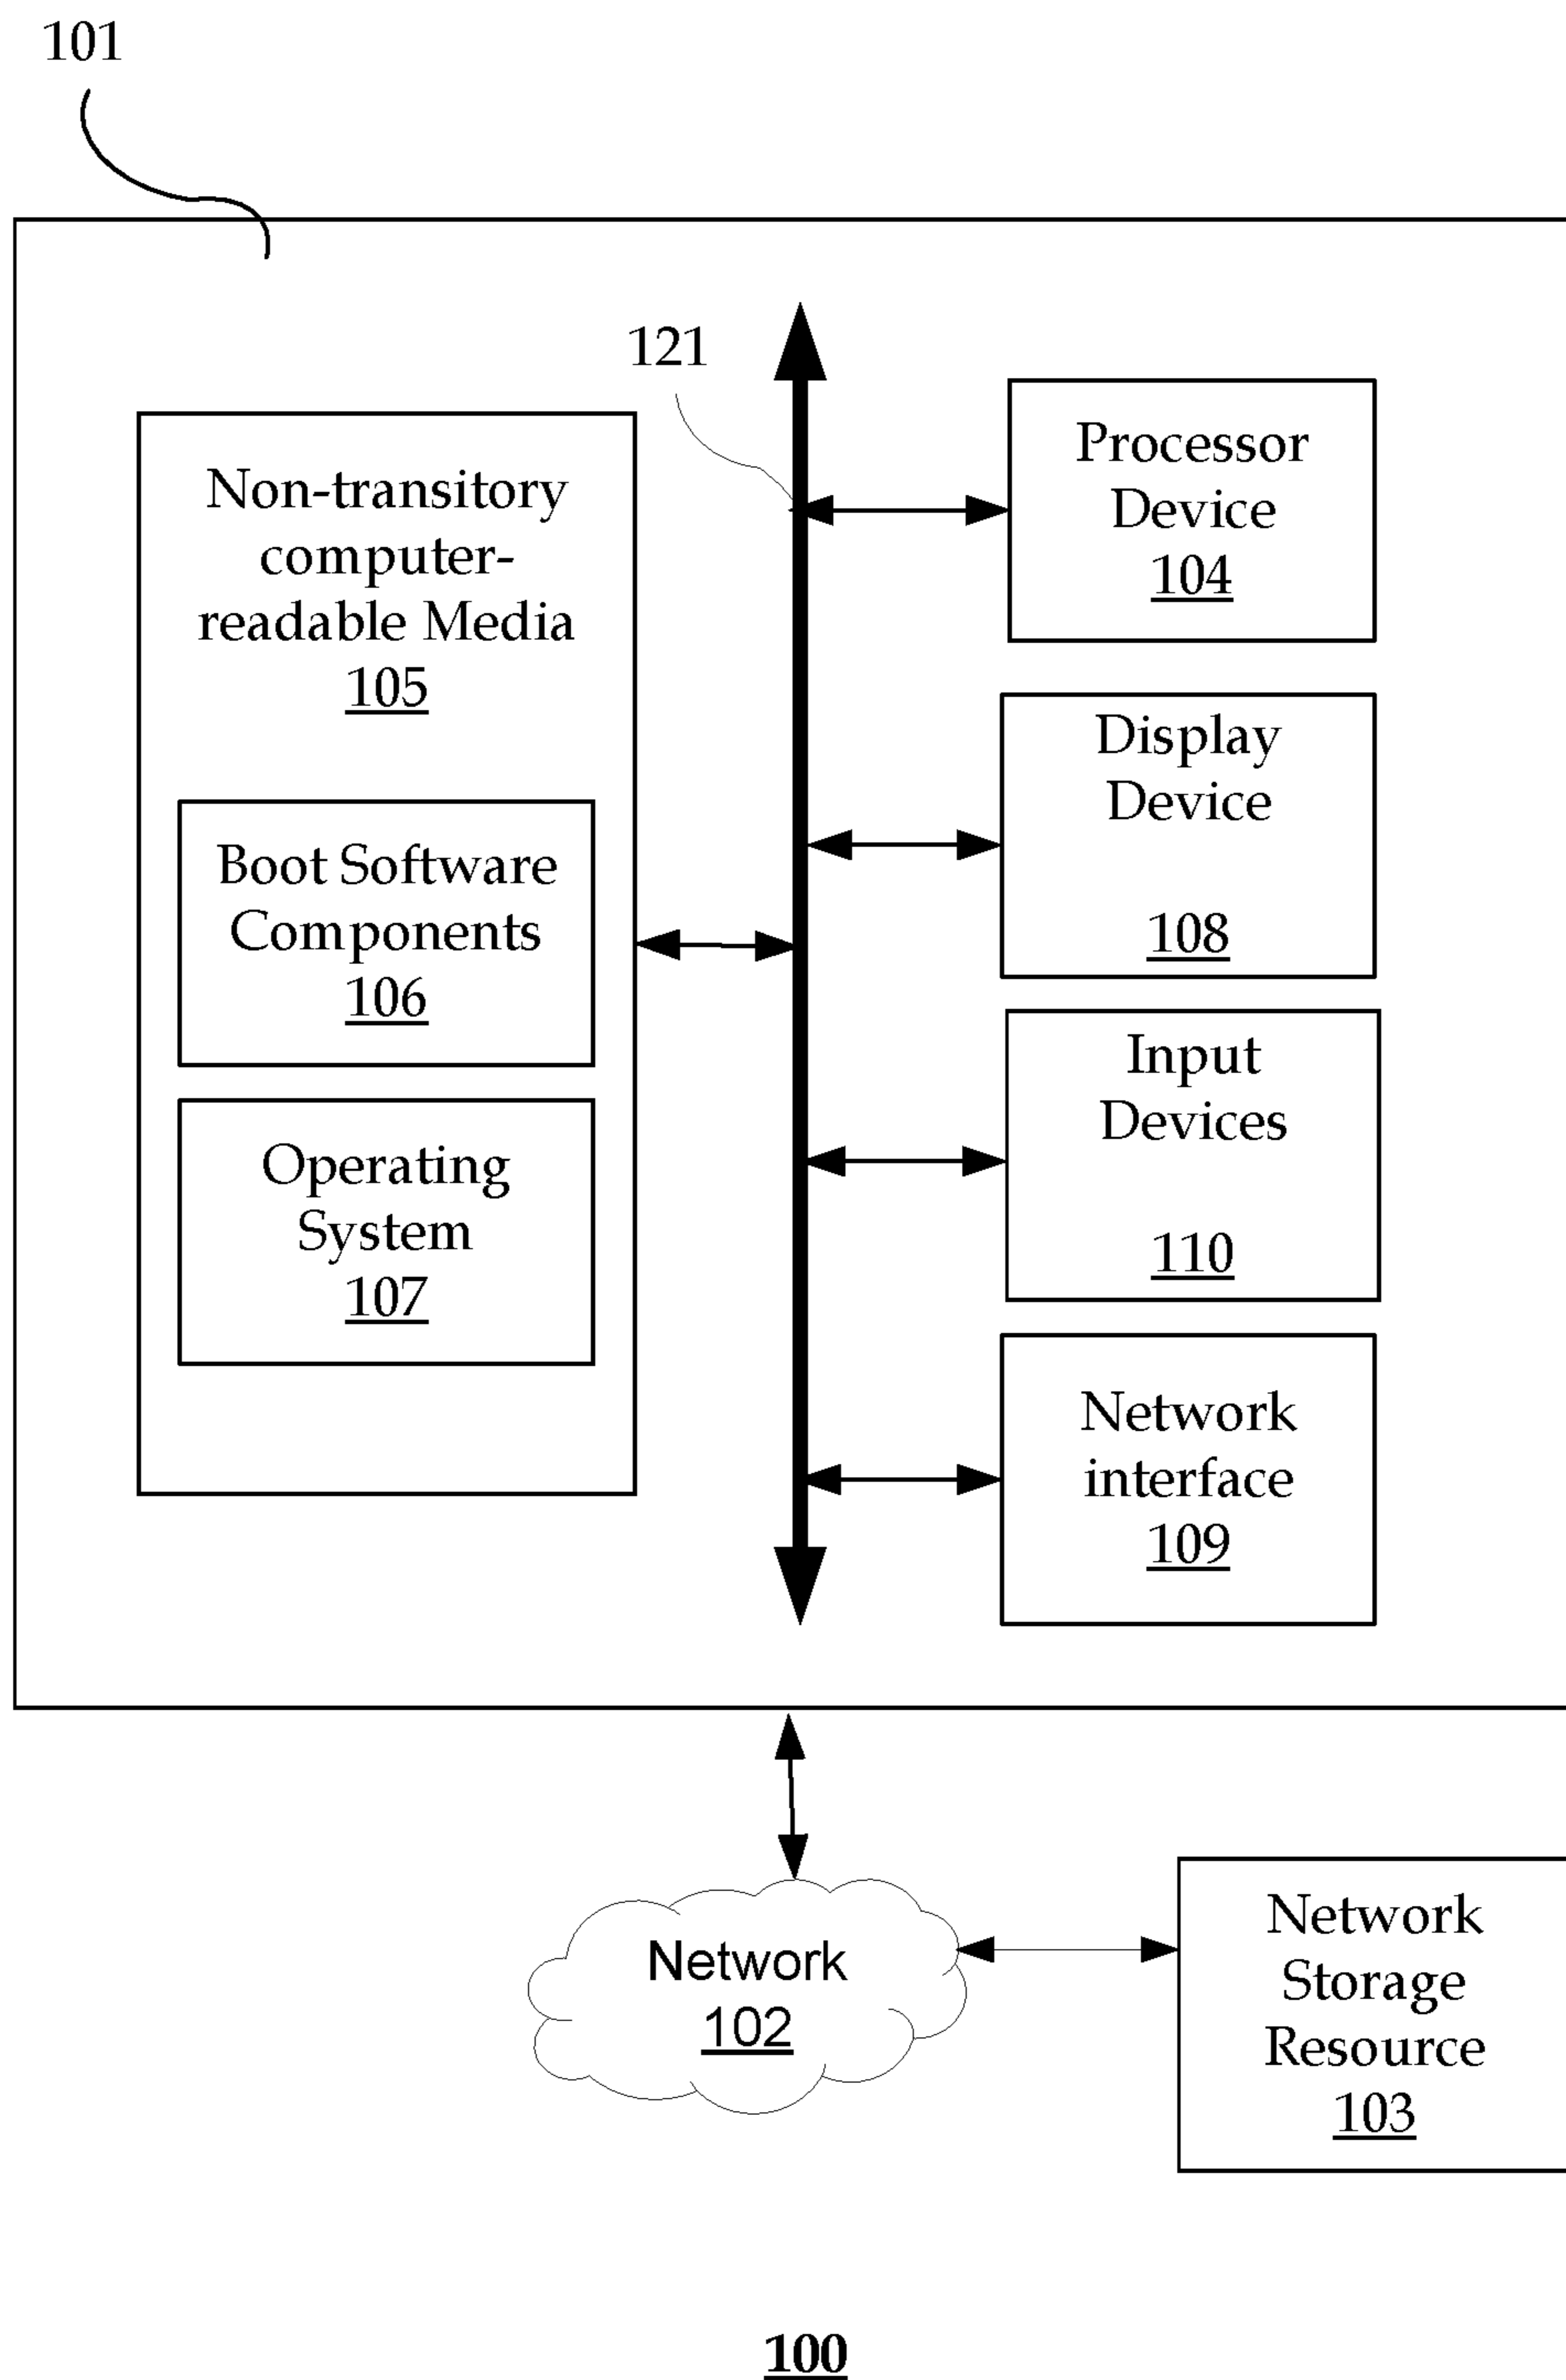 101
121
Non-transitory
computer-
readable Media
105
Boot Software
Components
106
Operating
System
107
Processor
Device
104
Display
Device
108
Input
Devices
110
Network
interface
109
Network
102
Network
Storage
Resource
103
100